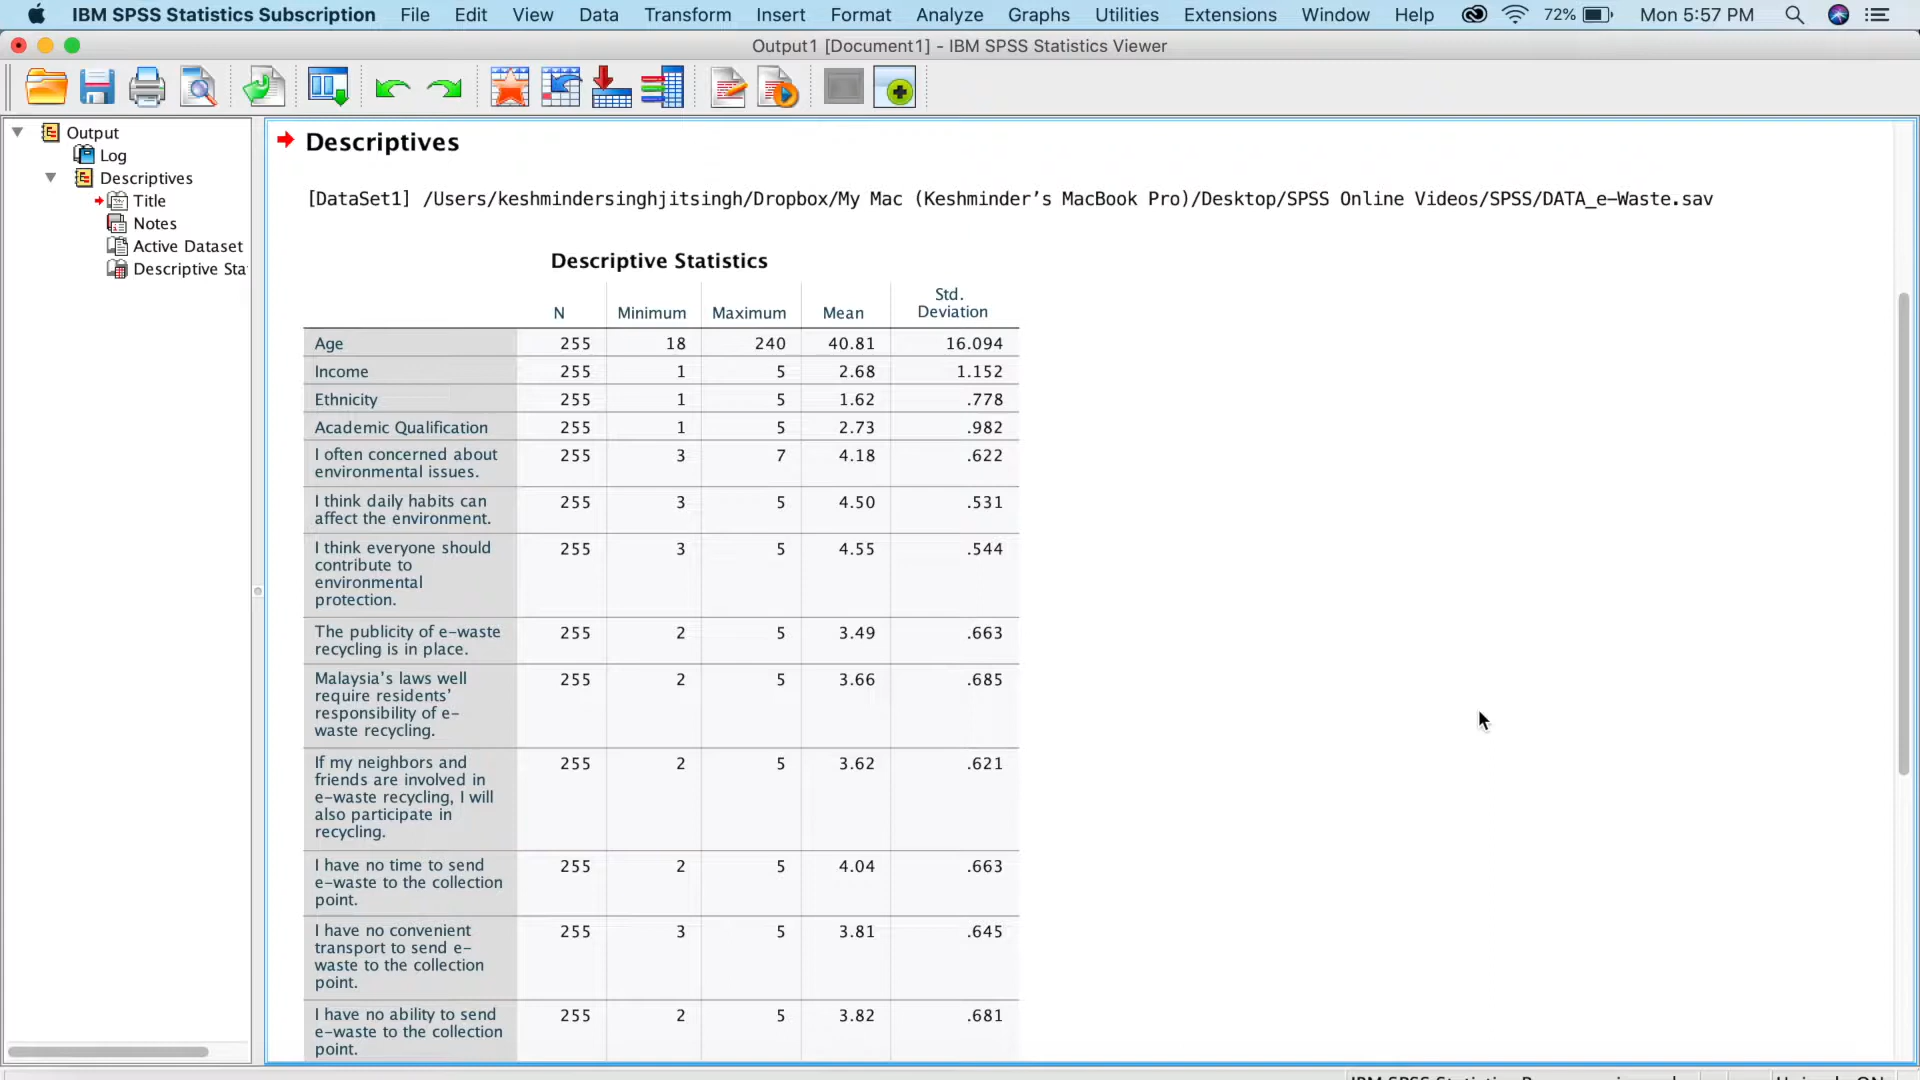 IBM SPSS Statistics Subscription File Edit View Data Transform Insert Format Analyze Graphs Utilities Extensions Window Help 72% Mon 5:57 PM
Output1 [Document1] - IBM SPSS Statistics Viewer
Output
Log
Descriptives
Title
Notes
Active Dataset
Descriptive Sta
Descriptives
[DataSet1] /Users/keshmindersinghjitsingh/Dropbox/My Mac (Keshminder’s MacBook Pro)/Desktop/SPSS Online Videos/SPSS/DATA_e-Waste.sav
Descriptive Statistics
N Minimum Maximum Mean Std.
Deviation
Age 255 18 240 40.81 16.094
Income 255 1 5 2.68 1.152
Ethnicity 255 1 5 1.62 .778
Academic Qualification 255 1 5 2.73 .982
I often concerned about 255 3 7 4.18 .622
environmental issues.
I think daily habits can 255 3 5 4.50 .531
affect the environment.
I think everyone should 255 3 5 4.55 .544
contribute to
environmental
protection.
The publicity of e-waste 255 2 5 3.49 .663
recycling is in place.
Malaysia’s laws well 255 2 5 3.66 .685
require residents’
responsibility of e-
waste recycling.
If my neighbors and 255 2 5 3.62 .621
friends are involved in
e-waste recycling, I will
also participate in
recycling.
I have no time to send 255 2 5 4.04 .663
e-waste to the collection
point.
I have no convenient 255 3 5 3.81 .645
transport to send e-
waste to the collection
point.
I have no ability to send 255 2 5 3.82 .681
e-waste to the collection
point.